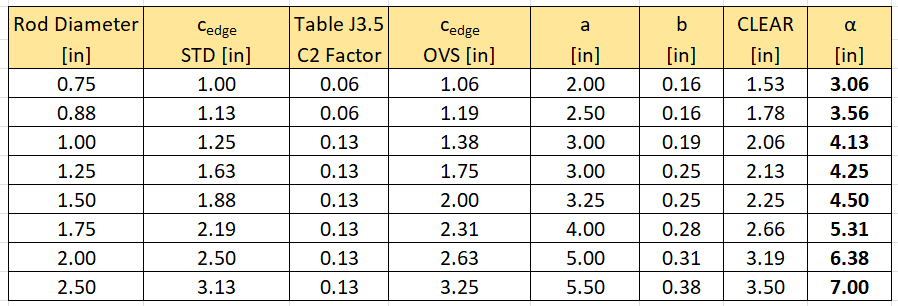 Rod Diameter cedge Table J3.5 cedge a b CLEAR α
[in] STD [in] C2 Factor OVS [in] [in] [in] [in] [in]
0.75 1.00 0.06 1.06 2.00 0.16 1.53 3.06
0.88 1.13 0.06 1.19 2.50 0.16 1.78 3.56
1.00 1.25 0.13 1.38 3.00 0.19 2.06 4.13
1.25 1.63 0.13 1.75 3.00 0.25 2.13 4.25
1.50 1.88 0.13 2.00 3.25 0.25 2.25 4.50
1.75 2.19 0.13 2.31 4.00 0.28 2.66 5.31
2.00 2.50 0.13 2.63 5.00 0.31 3.19 6.38
2.50 3.13 0.13 3.25 5.50 0.38 3.50 7.00